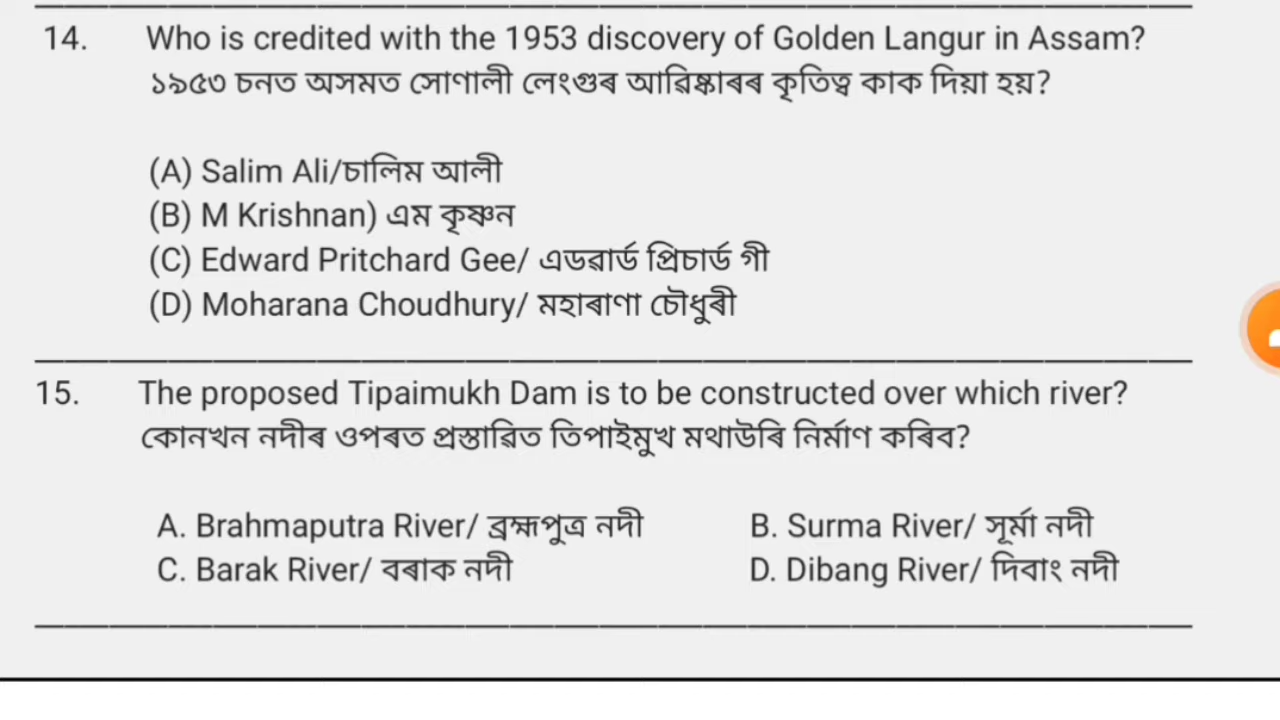 14. Who is credited with the 1953 discovery of Golden Langur in Assam?
১৯৫৩ চনত অসমত সোণালী লেংগুৰ আৱিষ্কাৰৰ কৃতিত্ব কাক দিয়া হয়?
(A) Salim Ali/চালিম আলী
(B) M Krishnan) এম কৃষ্ণন
(C) Edward Pritchard Gee/ এডৱাৰ্ড প্ৰিচাৰ্ড গী
(D) Moharana Choudhury/ মহাৰাণা চৌধুৰী
15. The proposed Tipaimukh Dam is to be constructed over which river?
কোনখন নদীৰ ওপৰত প্ৰস্তাৱিত তিপাইমুখ মথাউৰি নিৰ্মাণ কৰিব?
A. Brahmaputra River/ ব্ৰহ্মপুত্ৰ নদী B. Surma River/ সূৰ্মা নদী
C. Barak River/ বৰাক নদী D. Dibang River/ দিবাং নদী